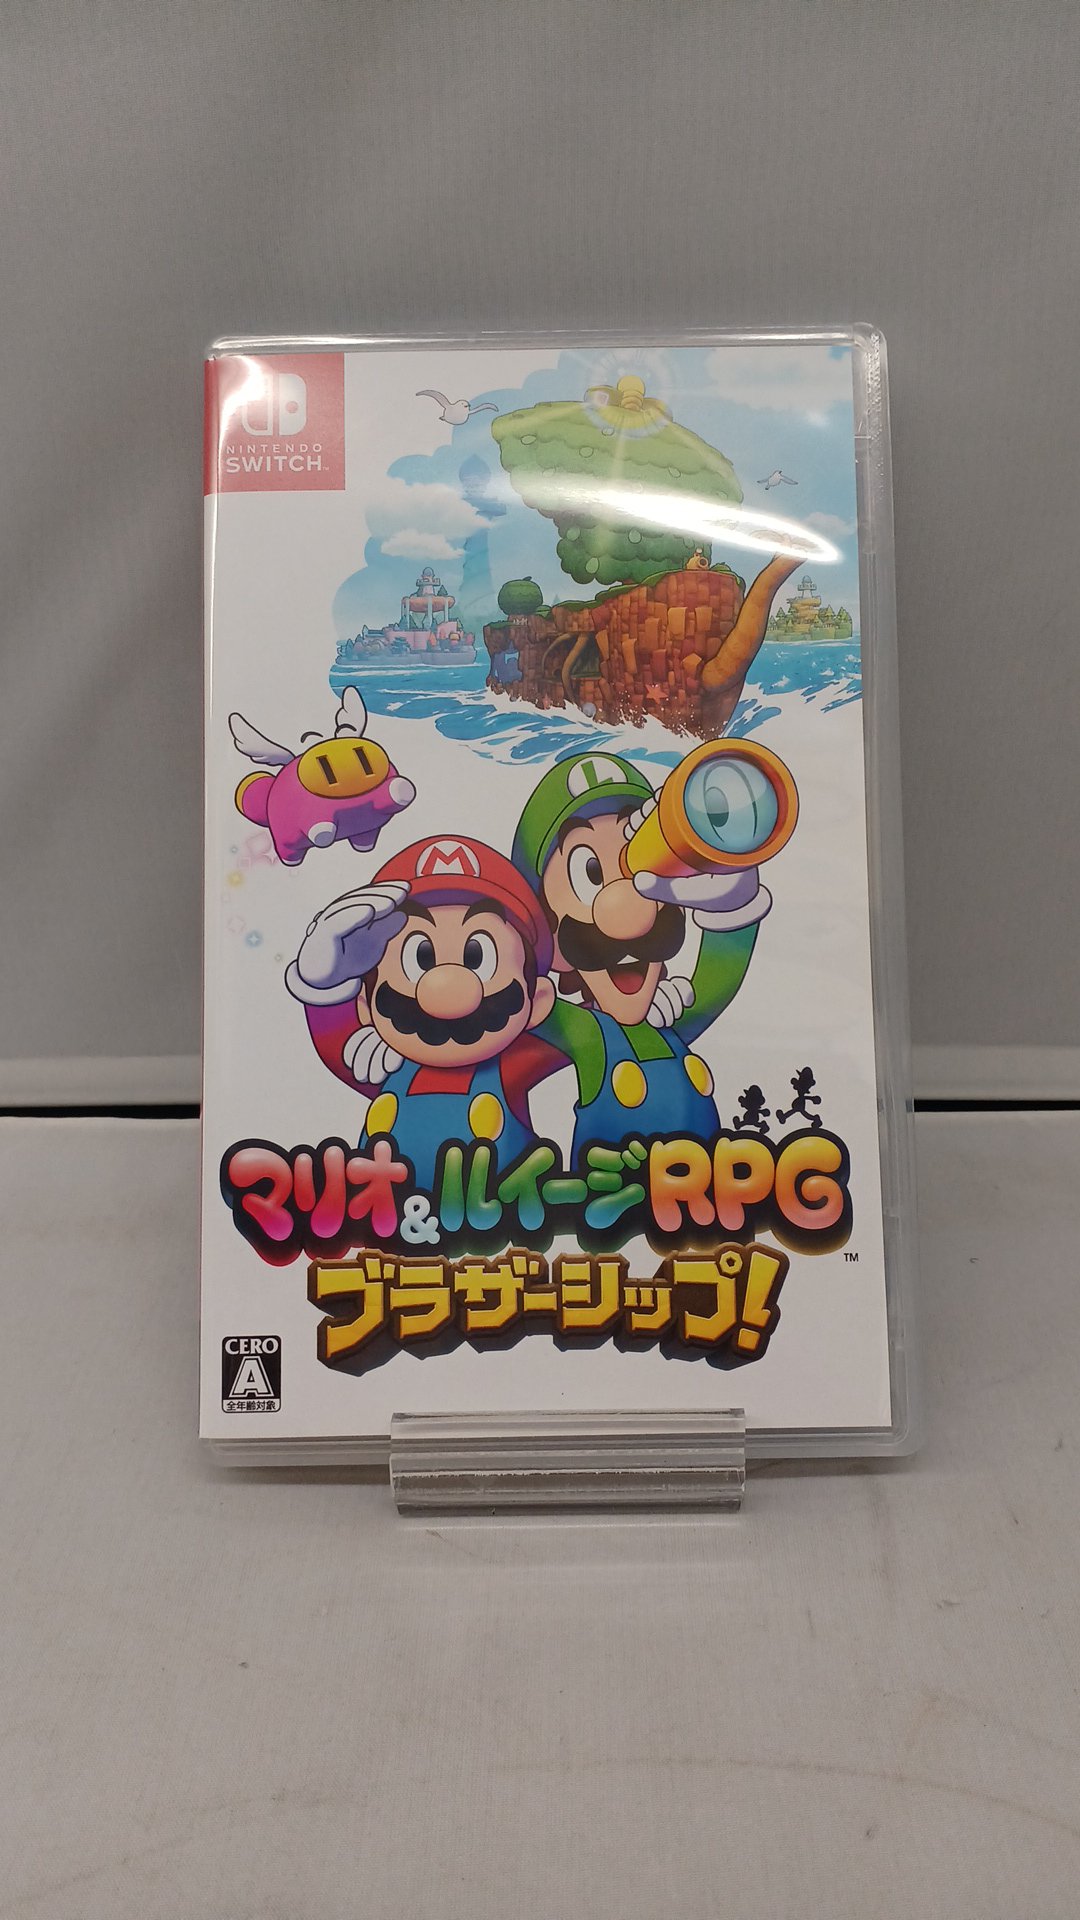 NINTENDO
SWITCH™
L
M
マリオ&ルイージRPG
ブラザーシップ!
™
CERO
A
全年齢対象